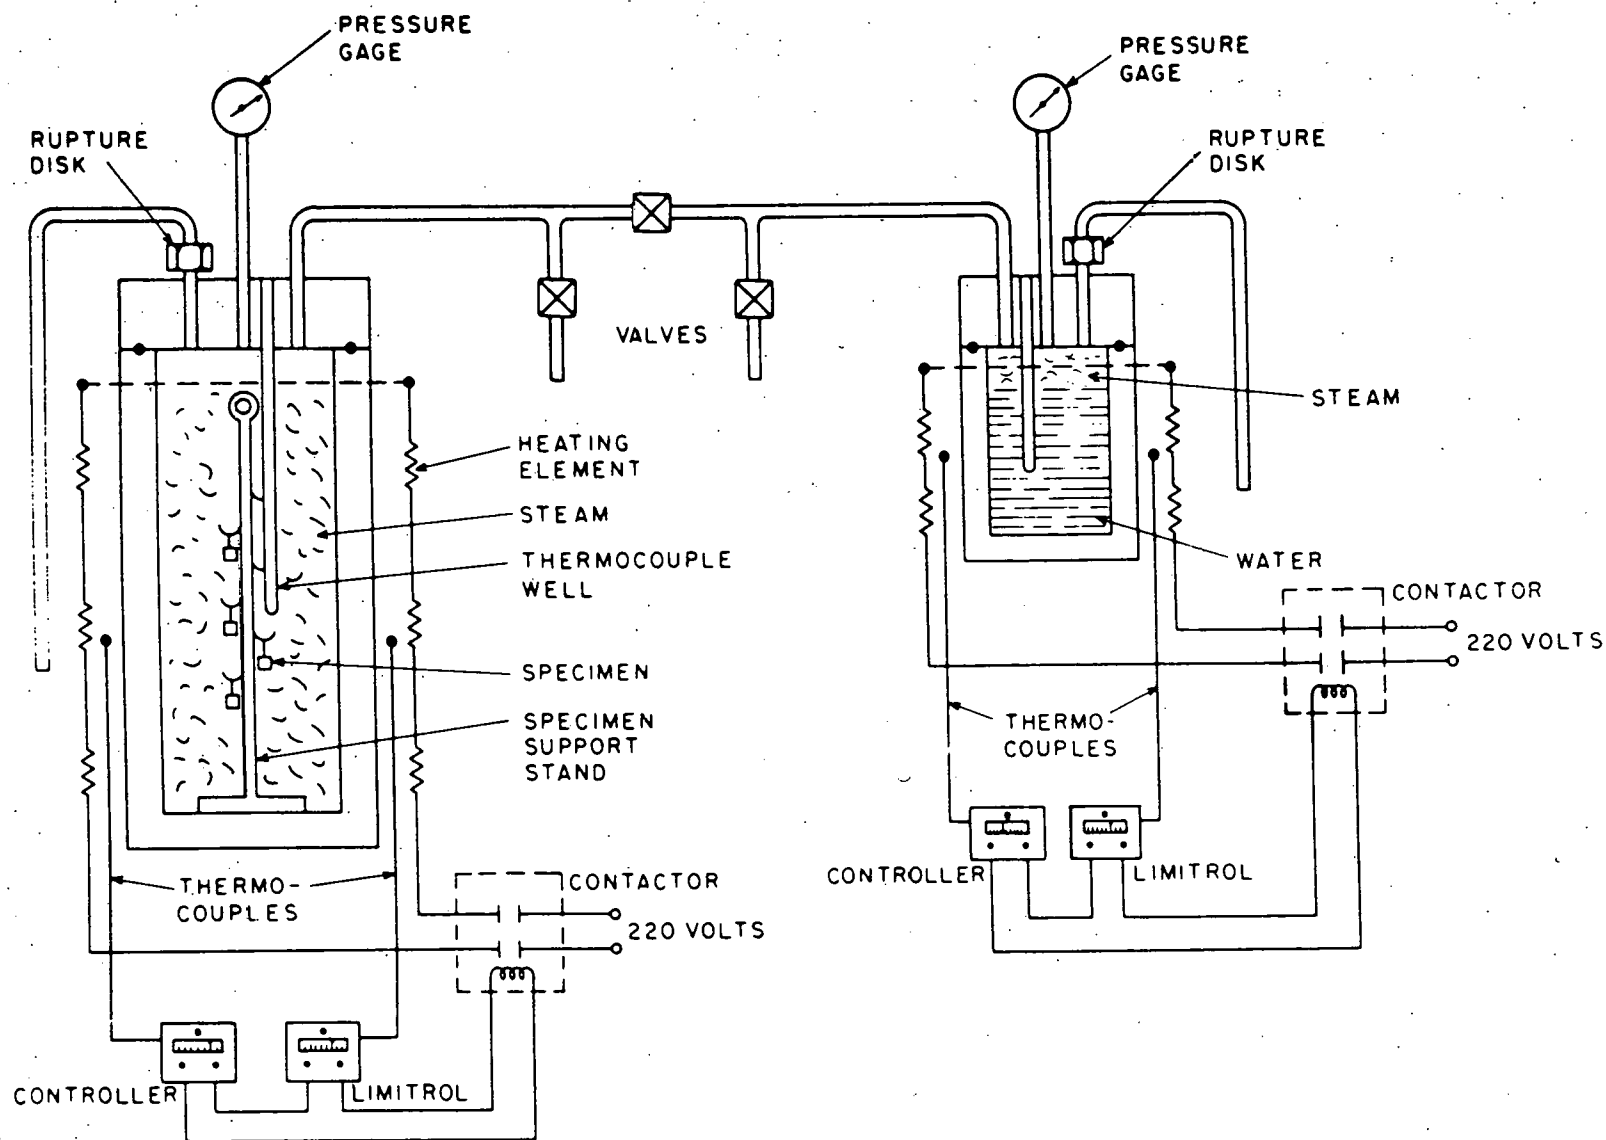 PRESSURE
GAGE
PRESSURE
GAGE
RUPTURE
DISK
RUPTURE
DISK
VALVES
STEAM
HEATING
ELEMENT
STEAM
THERMOCOUPLE
WELL
WATER
CONTACTOR
220 VOLTS
SPECIMEN
SPECIMEN
SUPPORT
STAND
THERMO-
COUPLES
CONTROLLER
LIMITROL
THERMO-
COUPLES
CONTACTOR
220 VOLTS
CONTROLLER
LIMITROL